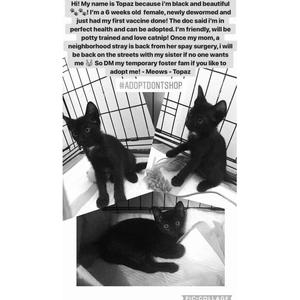 Hi! My name is Topaz because i'm black and beautiful
🐾🐾! I'm a 6 weeks old female, newly dewormed and
just had my first vaccine done! The doc said i'm in
perfect health and can be adopted. I'm friendly, will be
potty trained and love catnip! Once my mom, a
neighborhood stray is back from her spay surgery, i will
be back on the streets with my sister if no one wants
me 😿 So DM my temporary foster fam if you like to
adopt me! - Meows - Topaz
#ADOPTDONTSHOP
PIC•COLLAGE